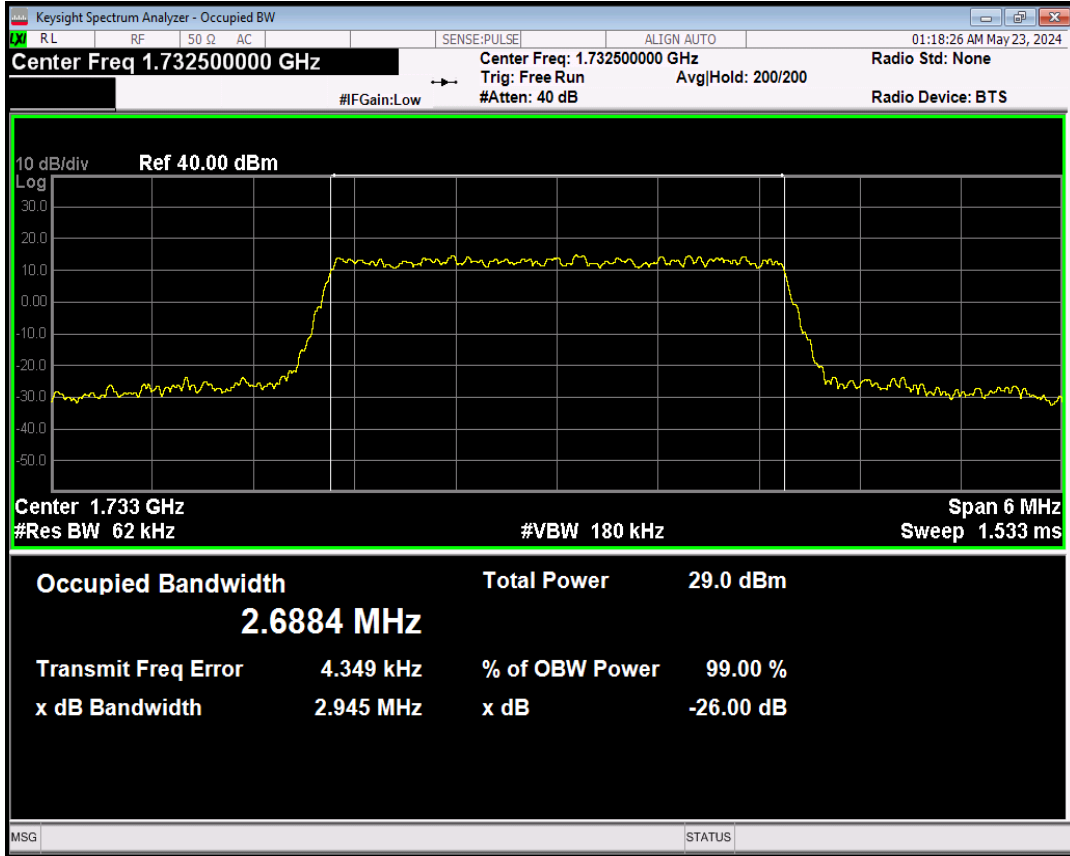 Keysight Spectrum Analyzer - Occupied BW
LXI RL RF 50 Ω AC SENSE:PULSE ALIGN AUTO 01:18:26 AM May 23, 2024
Center Freq 1.732500000 GHz Center Freq: 1.732500000 GHz Radio Std: None
Trig: Free Run Avg|Hold: 200/200
#IFGain:Low #Atten: 40 dB Radio Device: BTS
10 dB/div Ref 40.00 dBm
Log
30.0
20.0
10.0
0.00
-10.0
-20.0
-30.0
-40.0
-50.0
Center 1.733 GHz Span 6 MHz
#Res BW 62 kHz #VBW 180 kHz Sweep 1.533 ms
Occupied Bandwidth Total Power 29.0 dBm
2.6884 MHz
Transmit Freq Error 4.349 kHz % of OBW Power 99.00 %
x dB Bandwidth 2.945 MHz x dB -26.00 dB
MSG STATUS